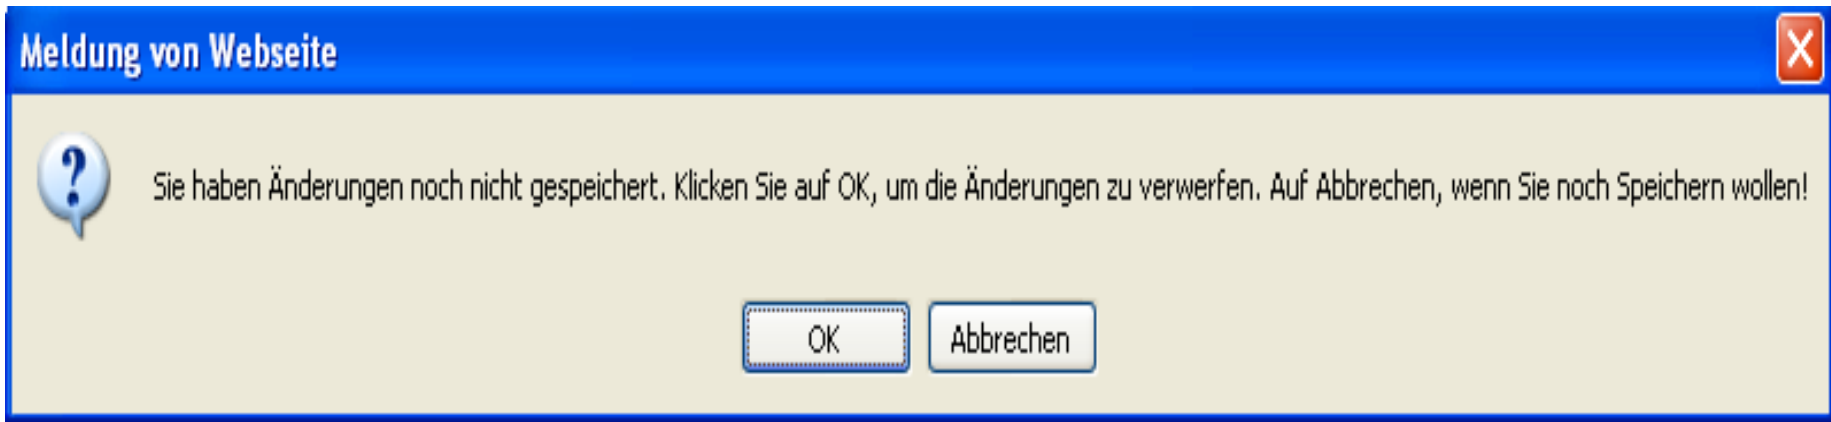 Meldung von Webseite
Sie haben Änderungen noch nicht gespeichert. Klicken Sie auf OK, um die Änderungen zu verwerfen. Auf Abbrechen, wenn Sie noch Speichern wollen!
OK
Abbrechen